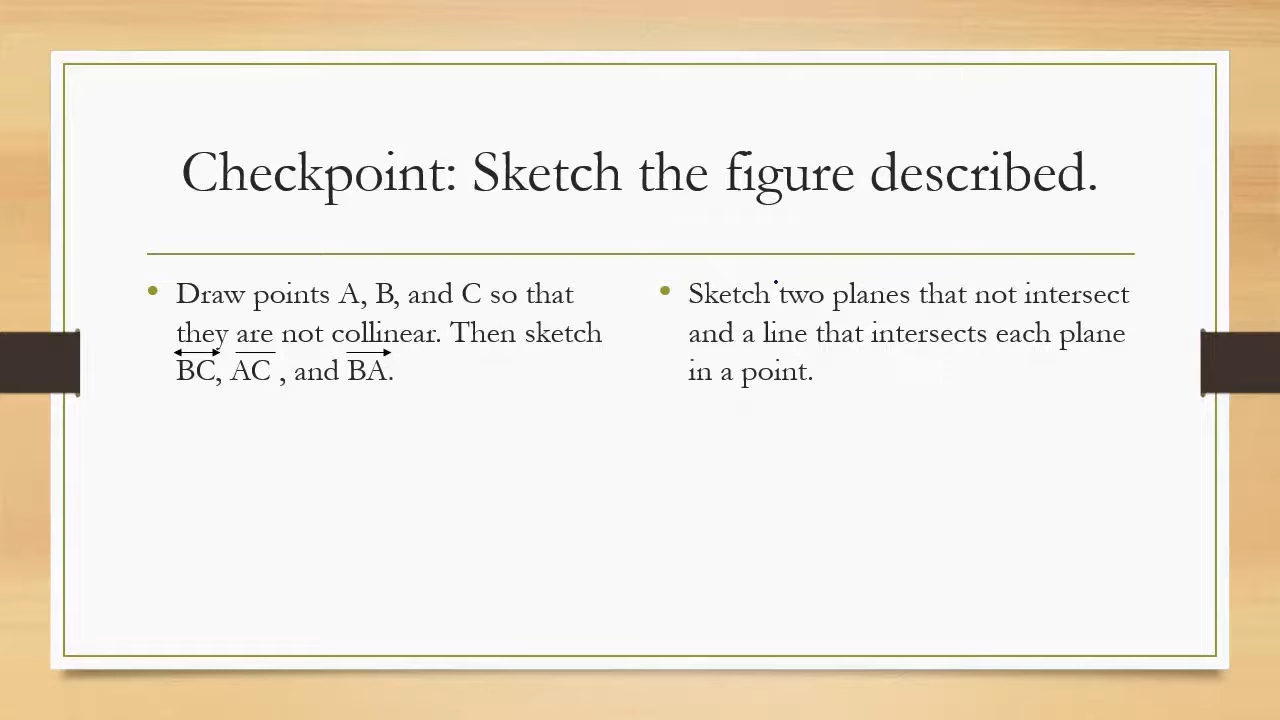 Checkpoint: Sketch the figure described.
• Draw points A, B, and C so that
they are not collinear. Then sketch
B͟C͟, AC , and BA.
• Sketch two planes that not intersect
and a line that intersects each plane
in a point.